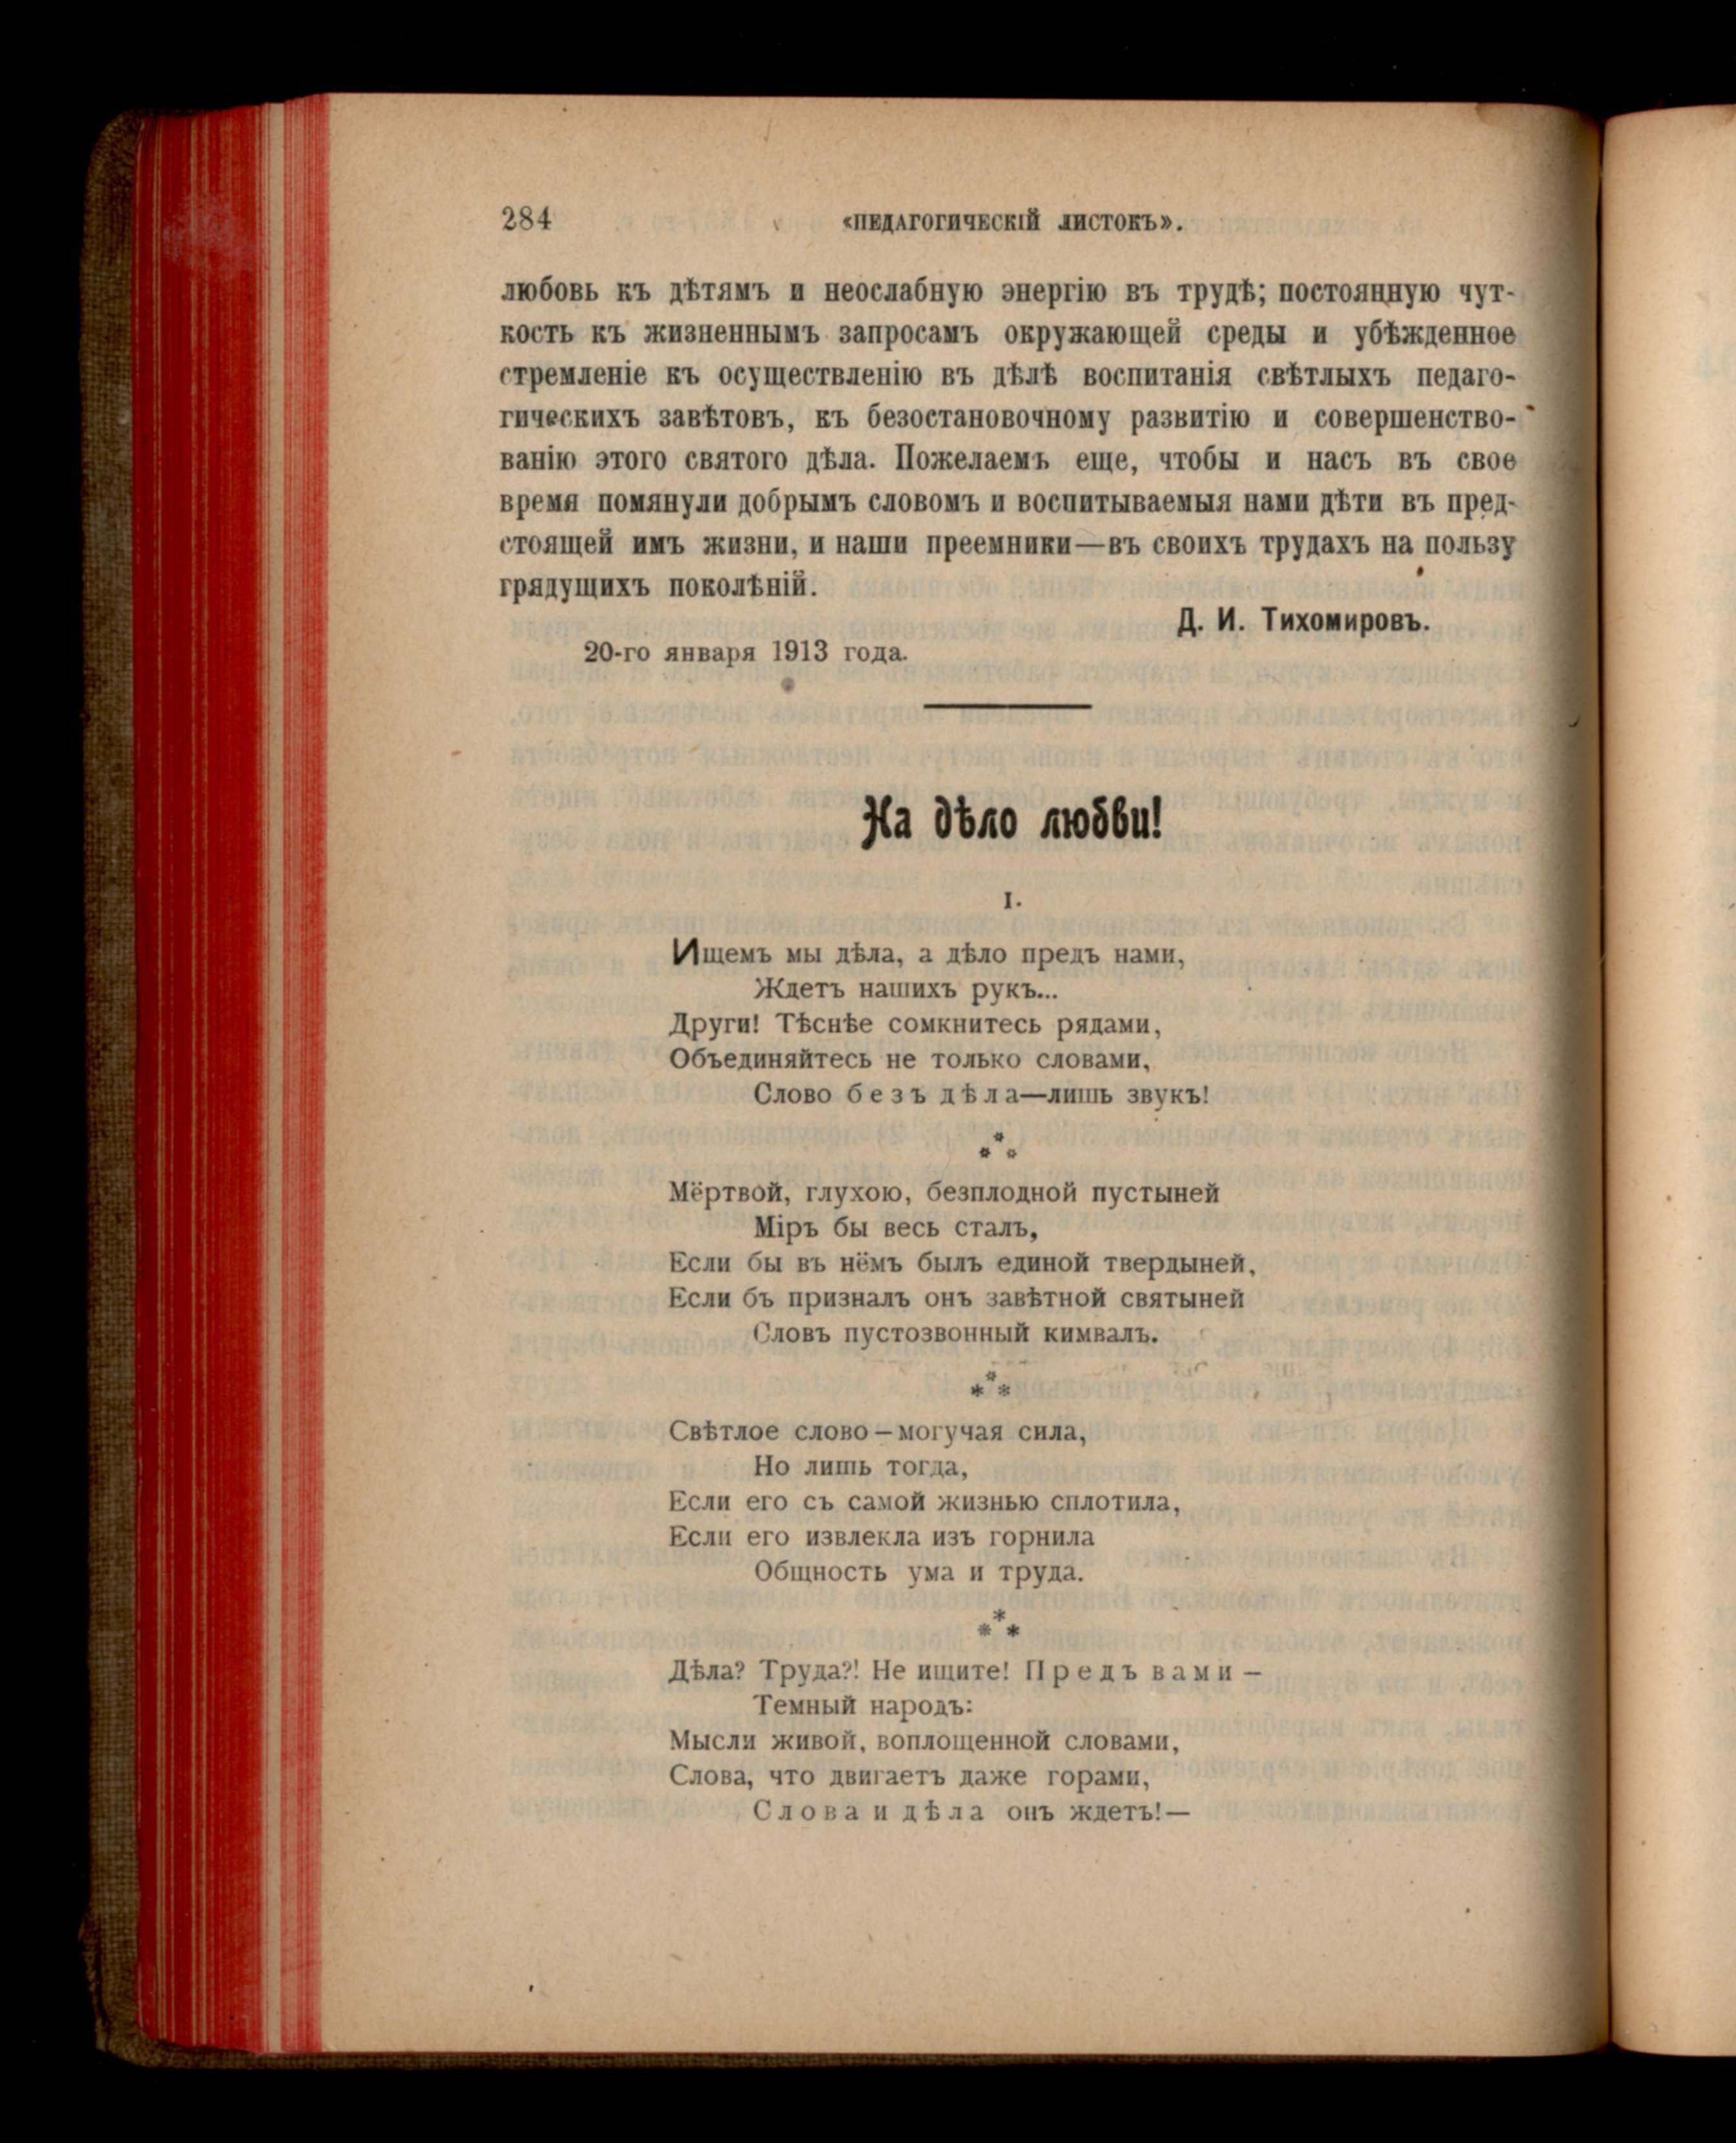 284
«ПЕДАГОГИЧЕСКІЙ ЛИСТОКЪ».
любовь къ дѣтямъ и неослабную энергію въ трудѣ; постоянную чут-
кость къ жизненнымъ запросамъ окружающей среды и убѣжденное
стремленіе къ осуществленію въ дѣлѣ воспитанія свѣтлыхъ педаго-
гическихъ завѣтовъ, къ безостановочному развитію и совершенство-
ванію этого святого дѣла. Пожелаемъ еще, чтобы и насъ въ свое
время помянули добрымъ словомъ и воспитываемыя нами дѣти въ пред-
стоящей имъ жизни, и наши преемники—въ своихъ трудахъ на пользу
грядущихъ поколѣній.
Д. И. Тихомировъ.
20-го января 1913 года.
На дѣло любви!
I.
Ищемъ мы дѣла, а дѣло предъ нами,
Ждетъ нашихъ рукъ...
Други! Тѣснѣе сомкнитесь рядами,
Объединяйтесь не только словами,
Слово безъ дѣла—лишь звукъ!
***
Мёртвой, глухою, безплодной пустыней
Міръ бы весь сталъ,
Если бы въ нёмъ былъ единой твердыней,
Если бъ призналъ онъ завѣтной святыней
Словъ пустозвонный кимвалъ.
***
Свѣтлое слово—могучая сила,
Но лишь тогда,
Если его съ самой жизнью сплотила,
Если его извлекла изъ горнила
Общность ума и труда.
***
Дѣла? Труда?! Не ищите! Предъ вами—
Темный народъ:
Мысли живой, воплощенной словами,
Слова, что двигаетъ даже горами,
Слова и дѣла онъ ждетъ!—